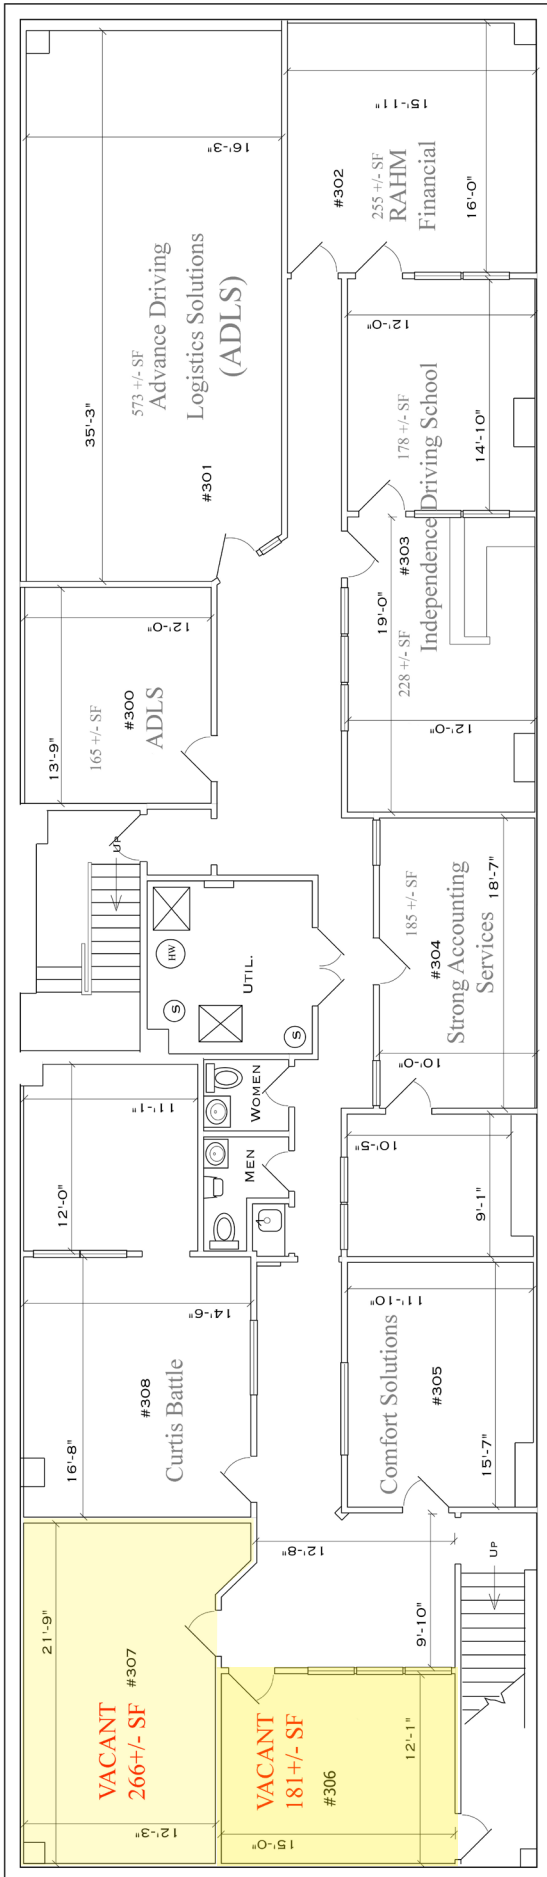 15'-11"
16'-3"
#302
255 +/- SF
RAHM
Financial
16'-0"
35'-3"
573 +/- SF
Advance Driving
Logistics Solutions
(ADLS)
#301
12'-0"
178 +/- SF
14'-10"
Independence Driving School
#303
19'-0"
228 +/- SF
12'-0"
12'-0"
13'-9"
165 +/- SF
#300
ADLS
UP
HW
S
S
UTIL.
185 +/- SF
18'-7"
#304
Strong Accounting
Services
10'-0"
WOMEN
MEN
11'-1"
12'-0"
10'-5"
9'-1"
14'-6"
#308
Curtis Battle
16'-8"
11'-10"
Comfort Solutions
#305
15'-7"
12'-8"
9'-10"
UP
21'-9"
#307
VACANT
266+/- SF
12'-3"
VACANT
181+/- SF
#306
12'-1"
15'-0"